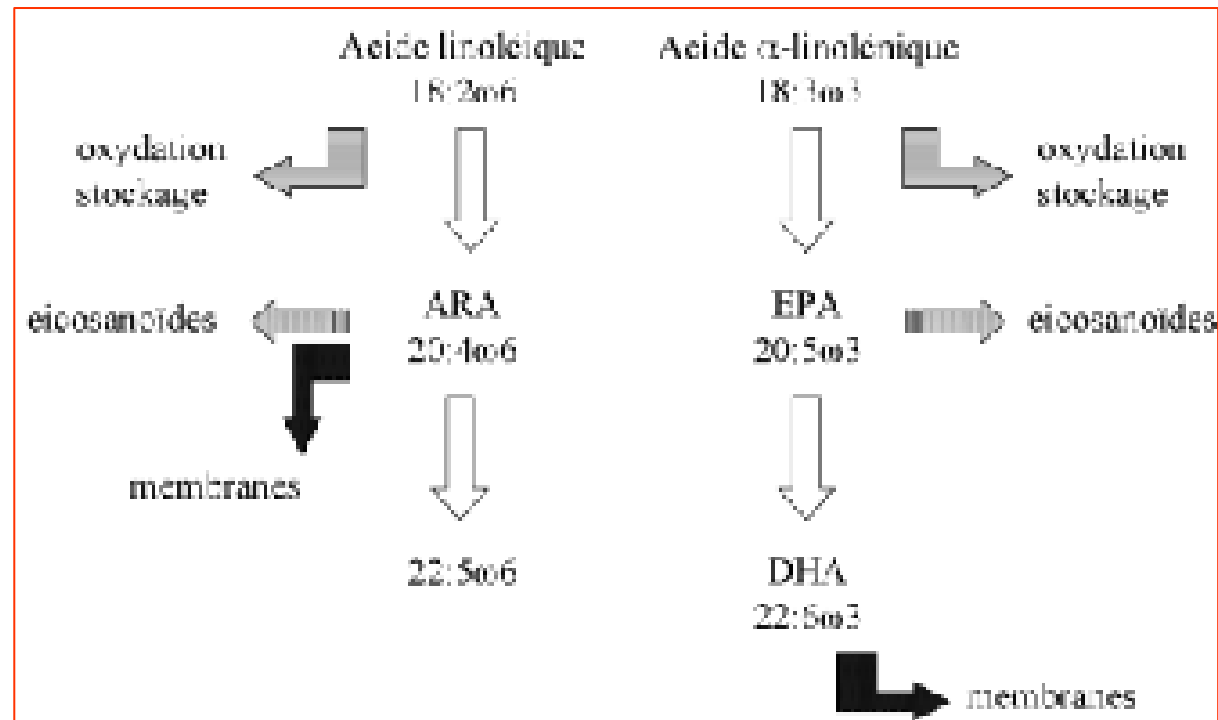 Acide linoléique
18:2ω6
Acide α-linolénique
18:3ω3
oxydation
stockage
oxydation
stockage
eicosanoïdes
ARA
20:4ω6
EPA
20:5ω3
eicosanoïdes
membranes
22:5ω6
DHA
22:6ω3
membranes